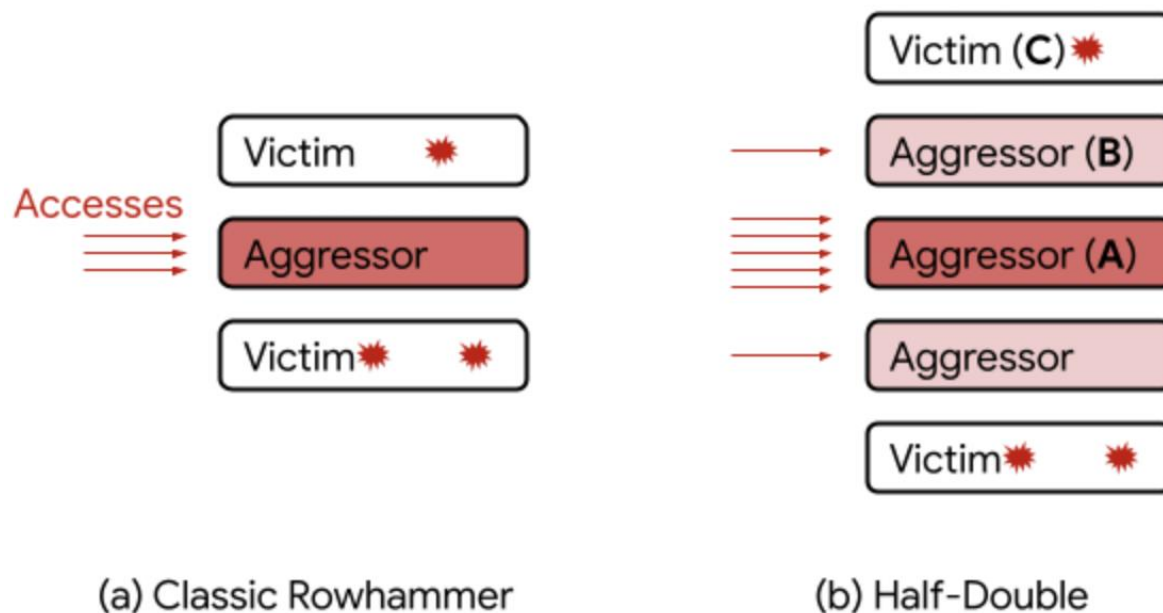 Accesses
Victim
Aggressor
Victim
(a) Classic Rowhammer
Victim (C)
Aggressor (B)
Aggressor (A)
Aggressor
Victim
(b) Half-Double